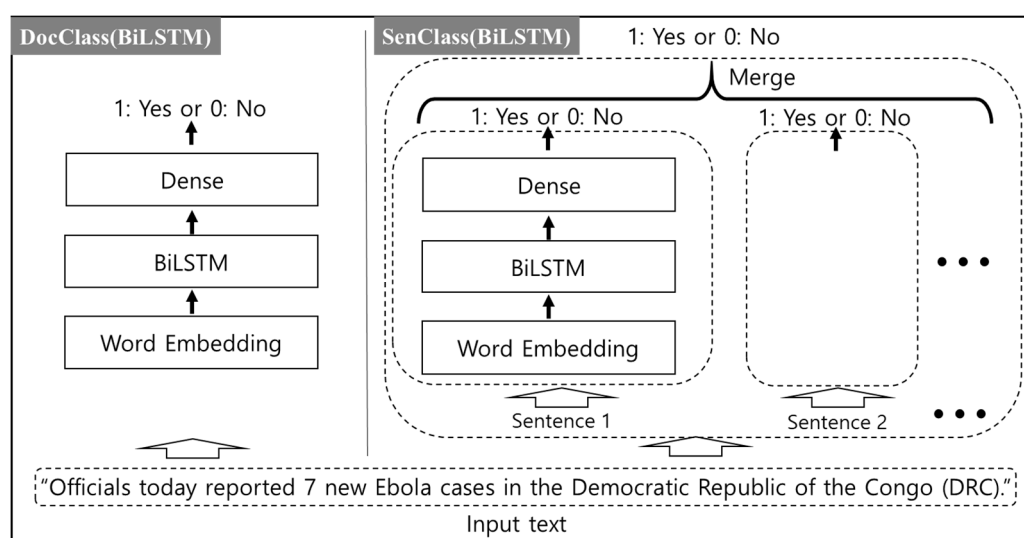 DocClass(BiLSTM)
1: Yes or 0: No
Dense
BiLSTM
Word Embedding
SenClass(BiLSTM)
1: Yes or 0: No
Merge
1: Yes or 0: No
1: Yes or 0: No
Dense
BiLSTM
Word Embedding
Sentence 1
Sentence 2
"Officials today reported 7 new Ebola cases in the Democratic Republic of the Congo (DRC)."
Input text